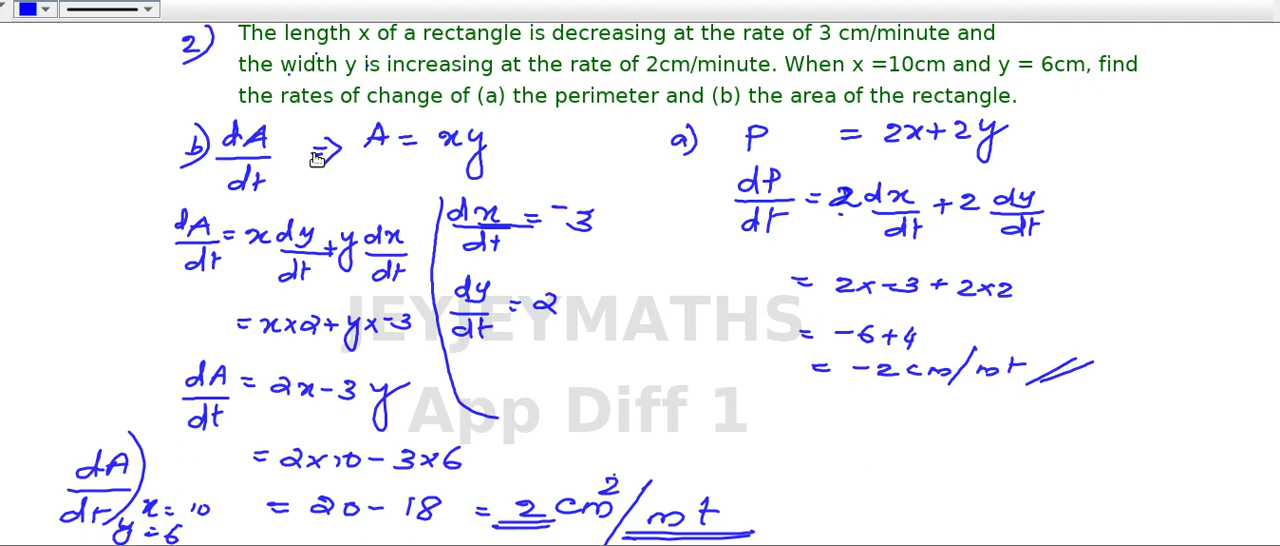 2) The length x of a rectangle is decreasing at the rate of 3 cm/minute and
the width y is increasing at the rate of 2cm/minute. When x =10cm and y = 6cm, find
the rates of change of (a) the perimeter and (b) the area of the rectangle.
b) dA/dt => A = xy
dA/dt = x dy/dt + y dx/dt
= x×2 + y×-3
dA/dt = 2x-3y
= 2×10-3×6
dA/dt) x=10 y=6 = 20-18 = 2 cm²/mt
dx/dt = -3
dy/dt = 2
a) P = 2x+2y
dP/dt = 2 dx/dt + 2 dy/dt
= 2×-3+2×2
= -6+4
= -2cm/mt
JEYJEYMATHS
App Diff 1